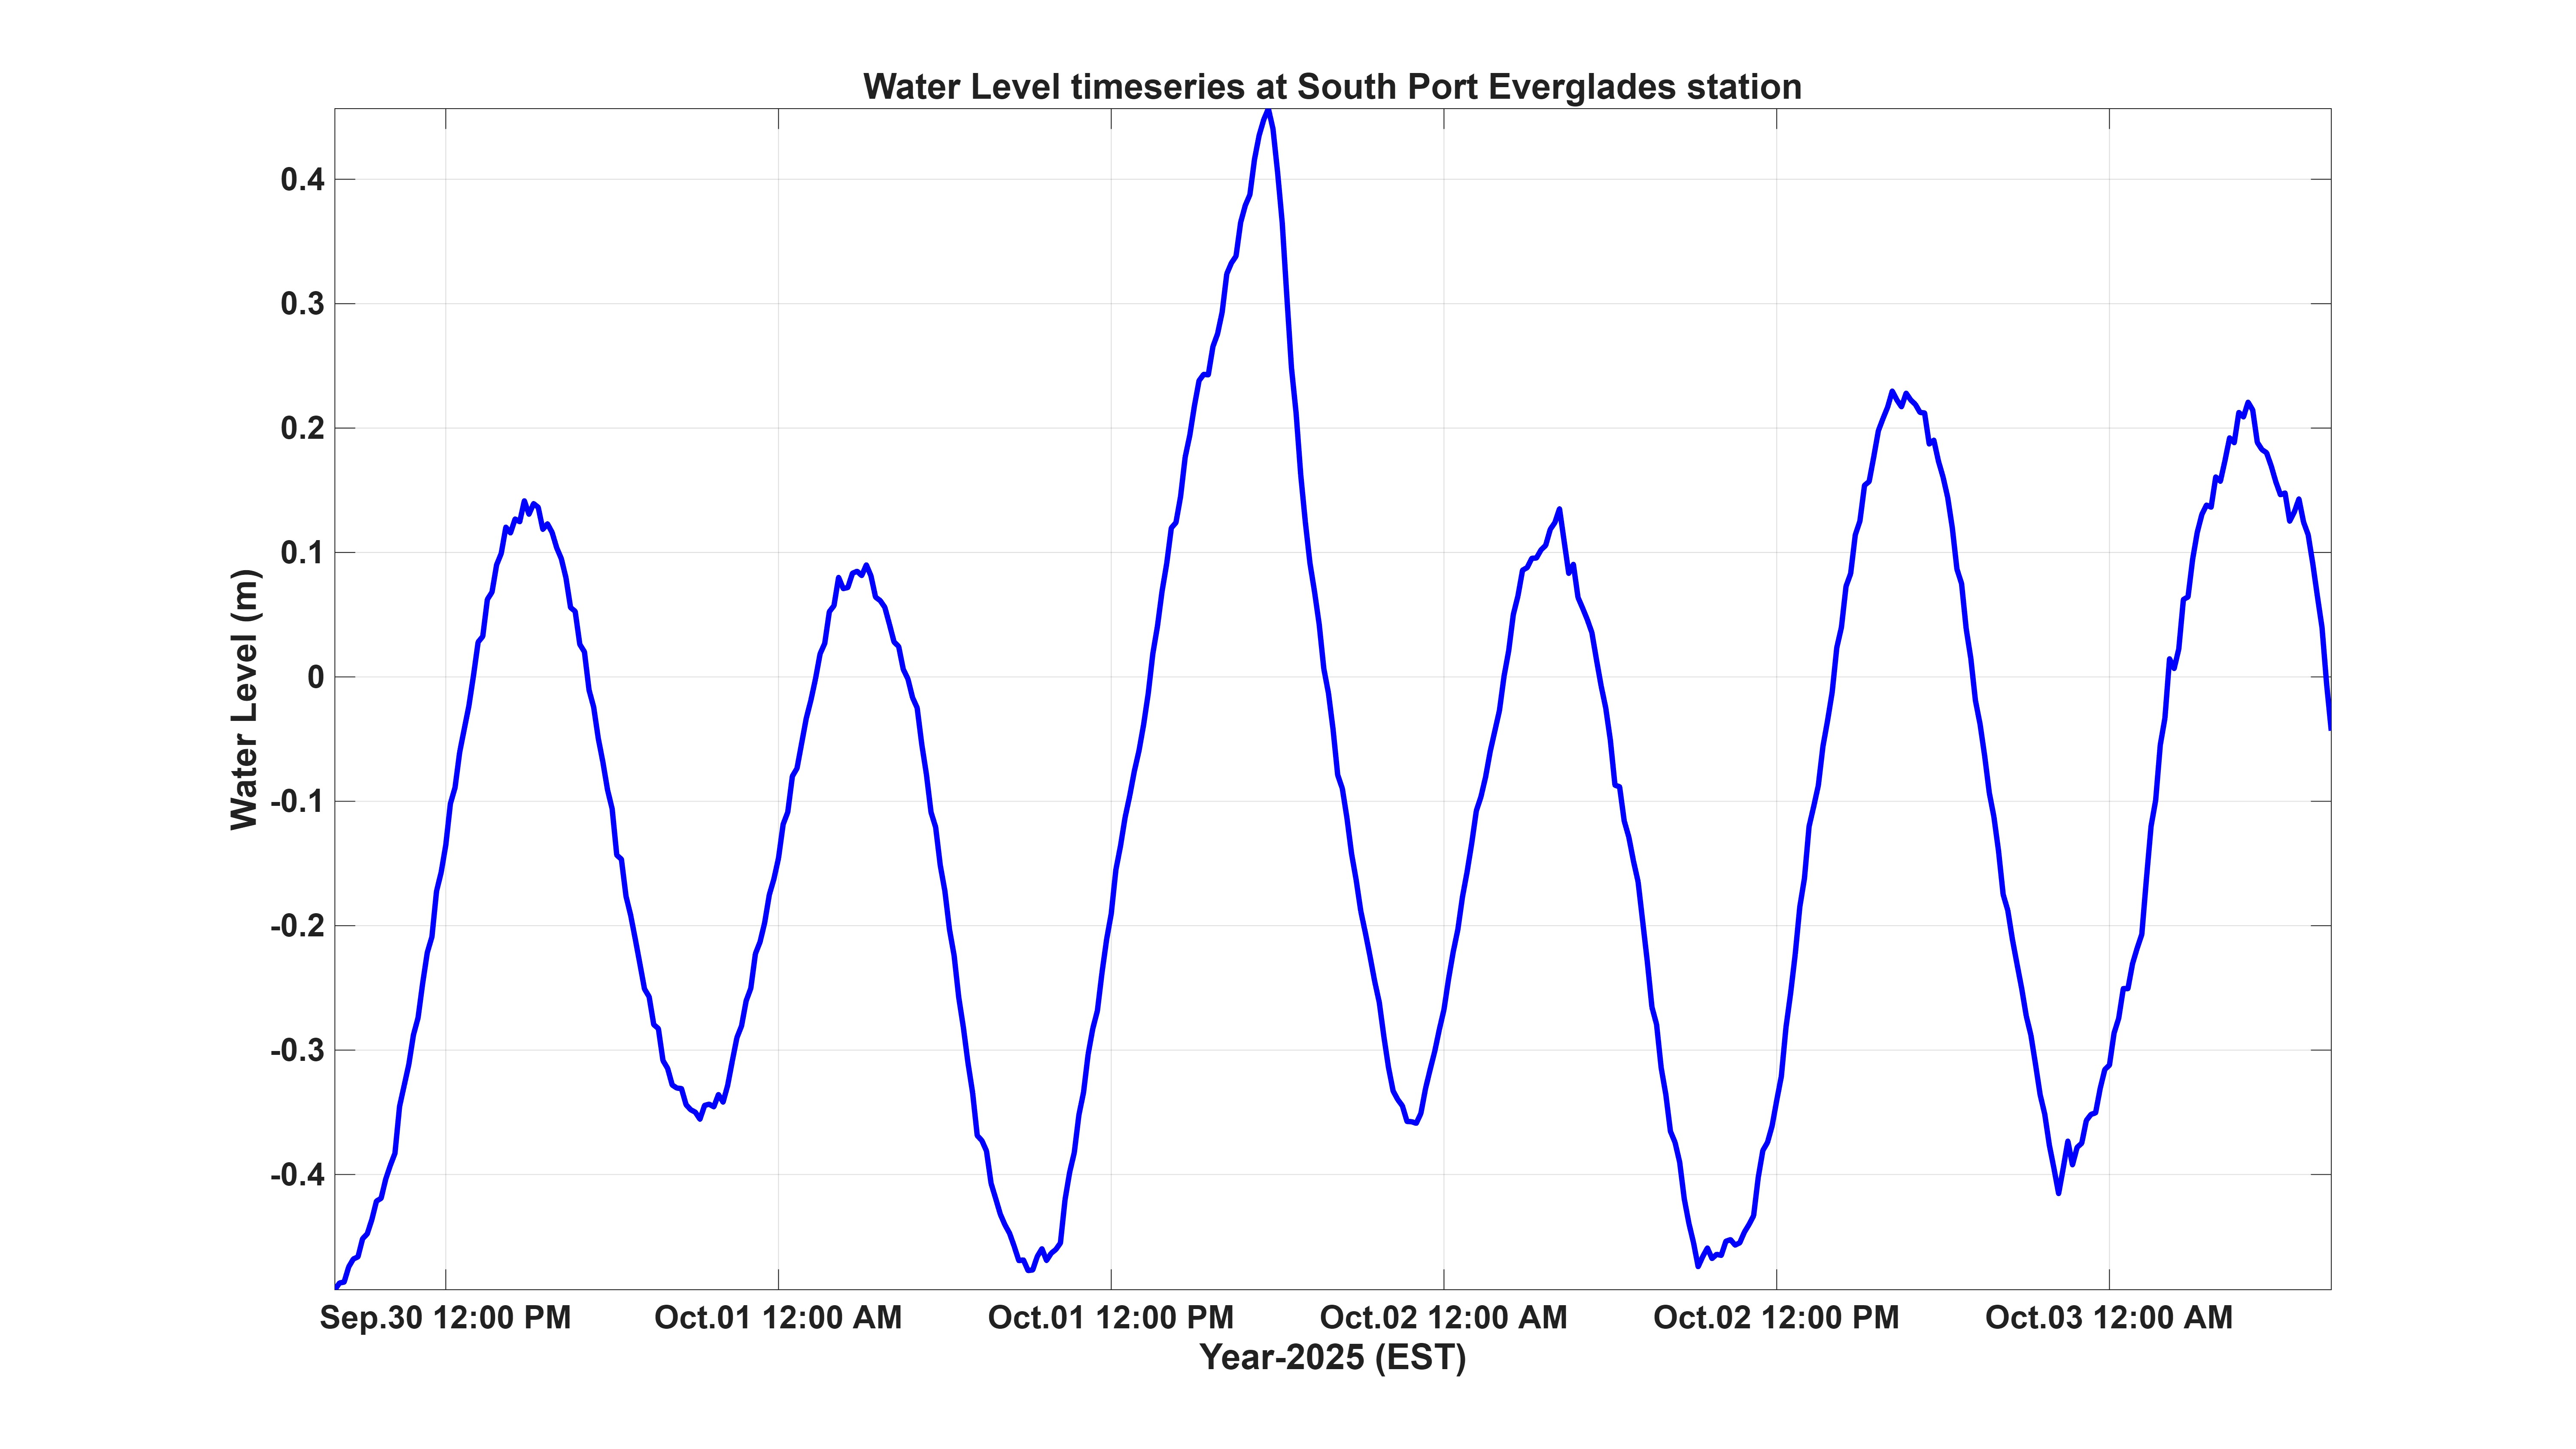 Water Level timeseries at South Port Everglades station
0.4
0.3
0.2
0.1
0
-0.1
-0.2
-0.3
-0.4
Water Level (m)
Sep.30 12:00 PM
Oct.01 12:00 AM
Oct.01 12:00 PM
Oct.02 12:00 AM
Oct.02 12:00 PM
Oct.03 12:00 AM
Year-2025 (EST)